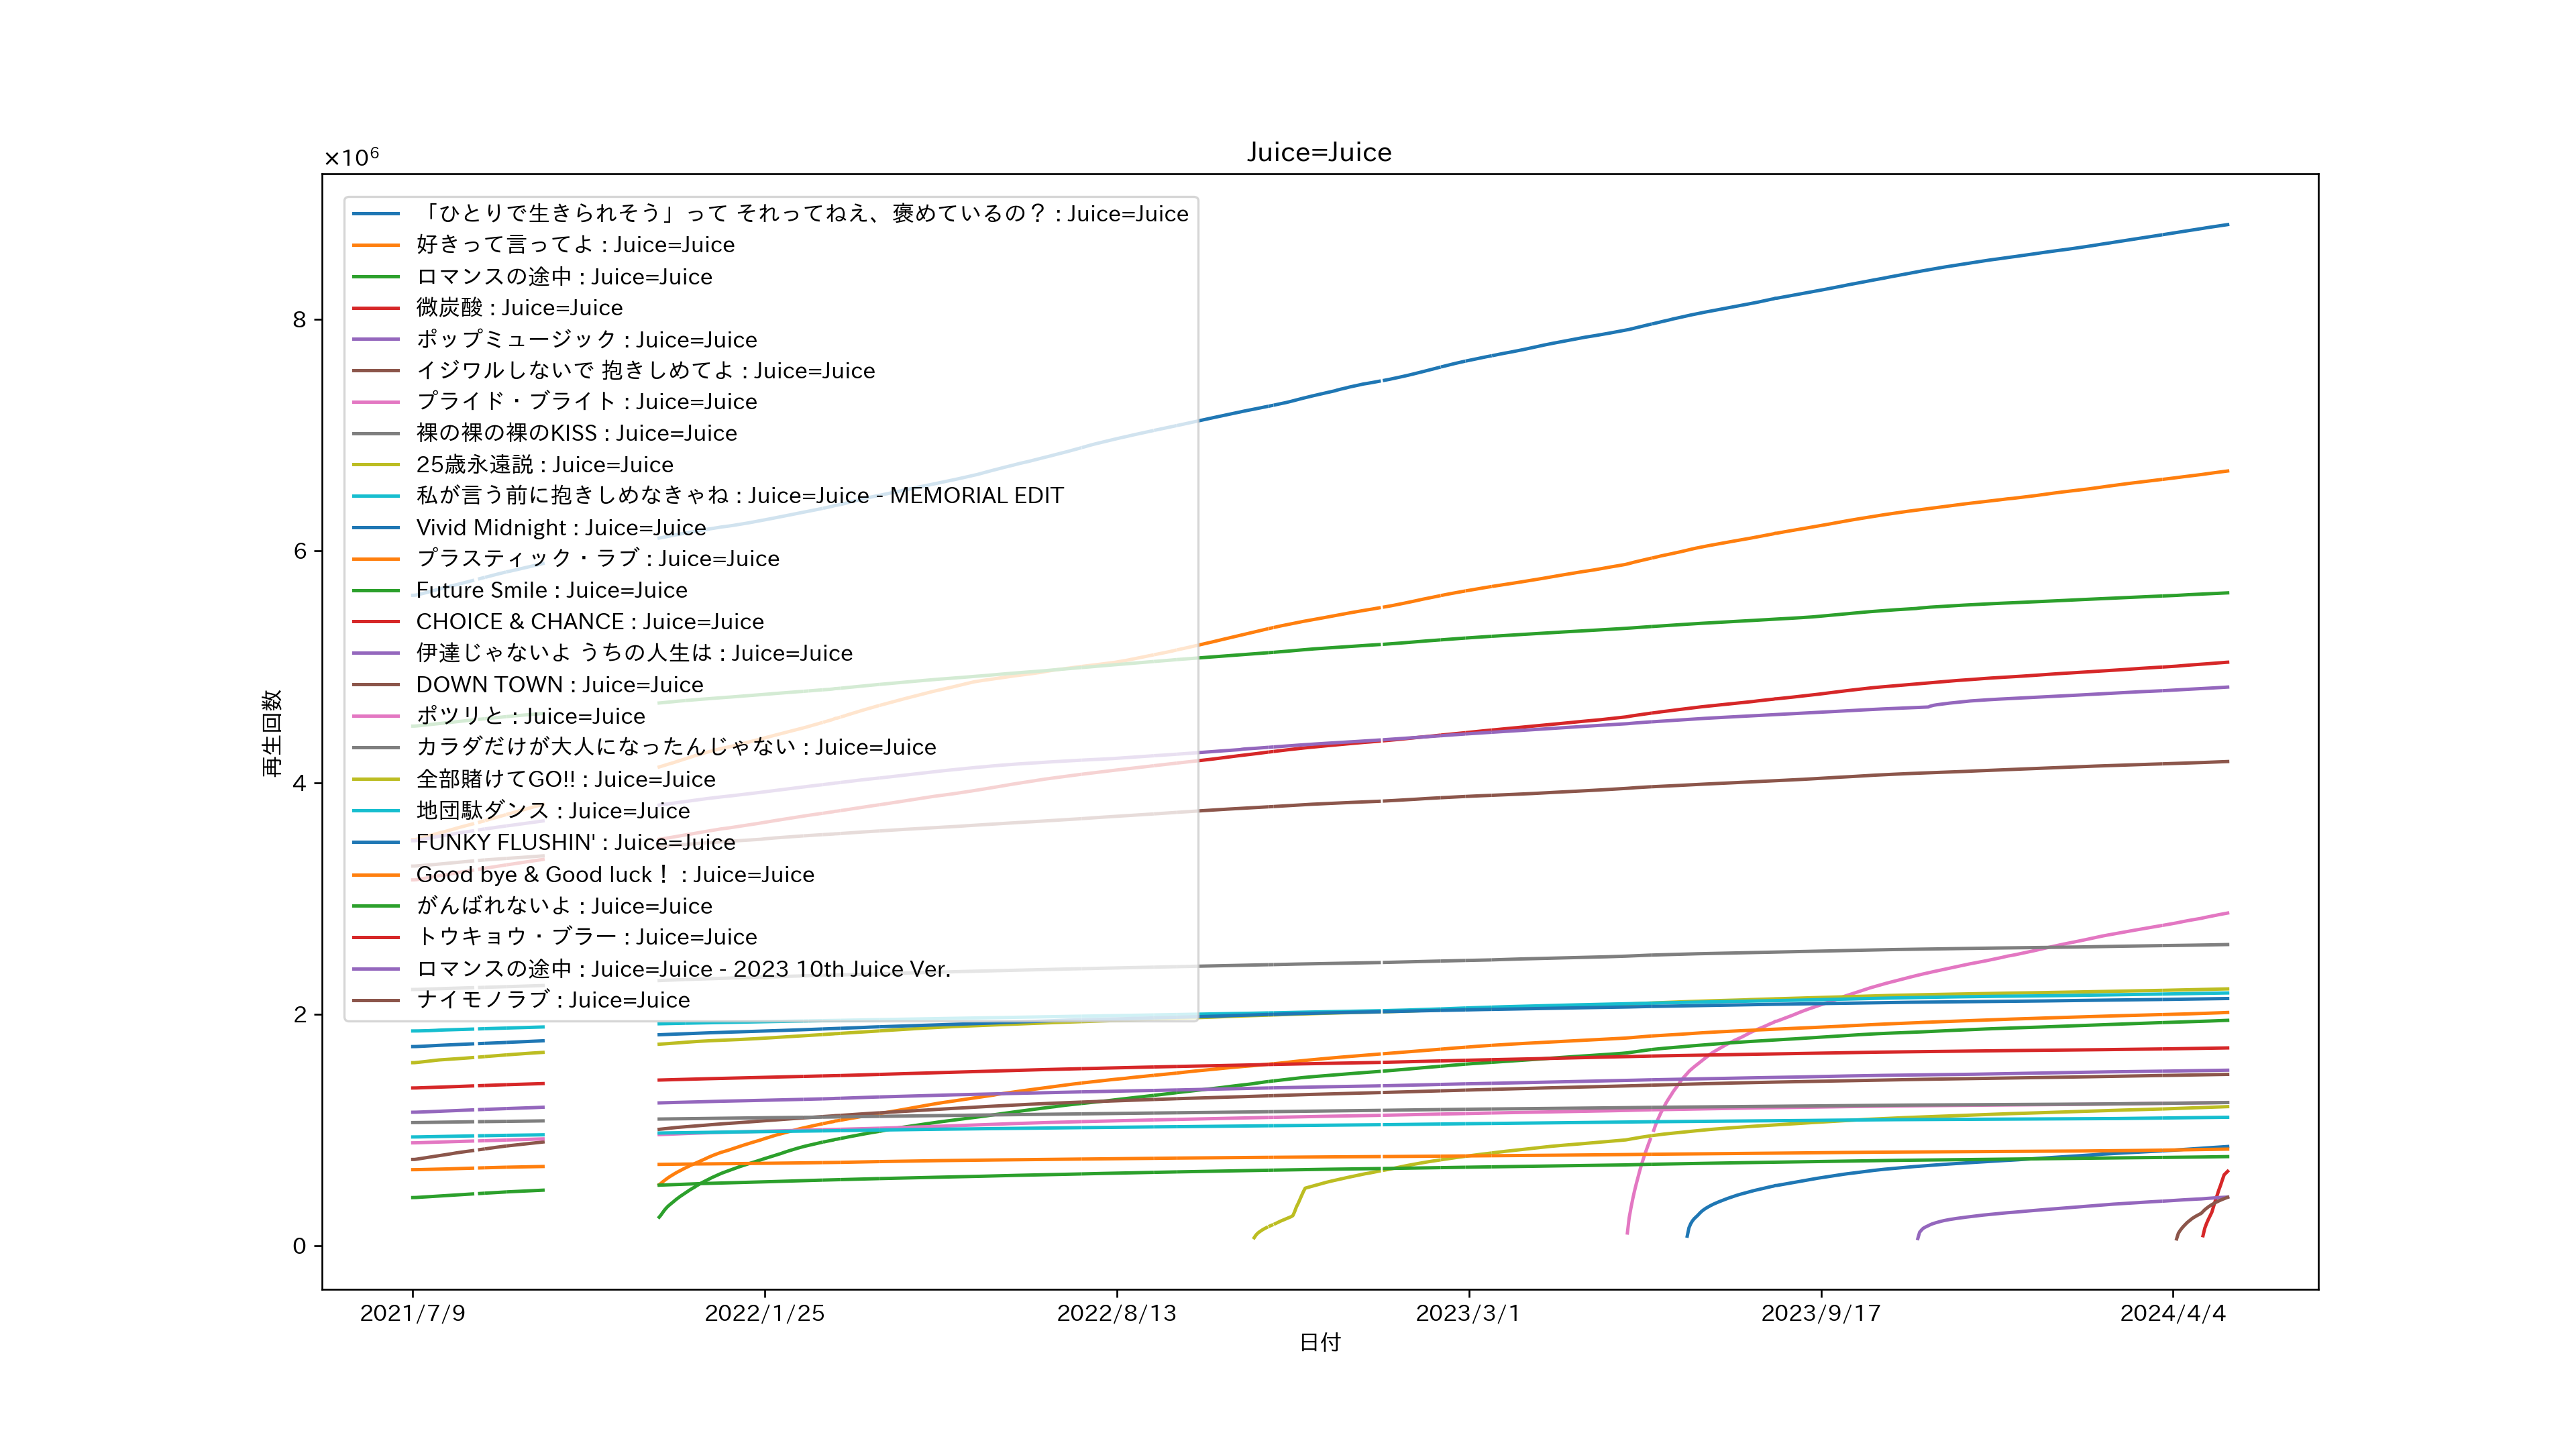 Juice=Juice
×10⁶
「ひとりで生きられそう」って それってねえ、褒めているの？ : Juice=Juice
好きって言ってよ : Juice=Juice
ロマンスの途中 : Juice=Juice
微炭酸 : Juice=Juice
ポップミュージック : Juice=Juice
イジワルしないで 抱きしめてよ : Juice=Juice
プライド・ブライト : Juice=Juice
裸の裸の裸のKISS : Juice=Juice
25歳永遠説 : Juice=Juice
私が言う前に抱きしめなきゃね : Juice=Juice - MEMORIAL EDIT
Vivid Midnight : Juice=Juice
プラスティック・ラブ : Juice=Juice
Future Smile : Juice=Juice
CHOICE & CHANCE : Juice=Juice
伊達じゃないよ うちの人生は : Juice=Juice
DOWN TOWN : Juice=Juice
ポツリと : Juice=Juice
カラダだけが大人になったんじゃない : Juice=Juice
全部賭けてGO!! : Juice=Juice
地団駄ダンス : Juice=Juice
FUNKY FLUSHIN' : Juice=Juice
Good bye & Good luck！ : Juice=Juice
がんばれないよ : Juice=Juice
トウキョウ・ブラー : Juice=Juice
ロマンスの途中 : Juice=Juice - 2023 10th Juice Ver.
ナイモノラブ : Juice=Juice
8
6
4
2
0
再生回数
2021/7/9
2022/1/25
2022/8/13
2023/3/1
2023/9/17
2024/4/4
日付